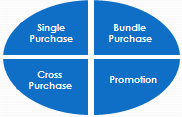 Single
Purchase
Bundle
Purchase
Cross
Purchase
Promotion